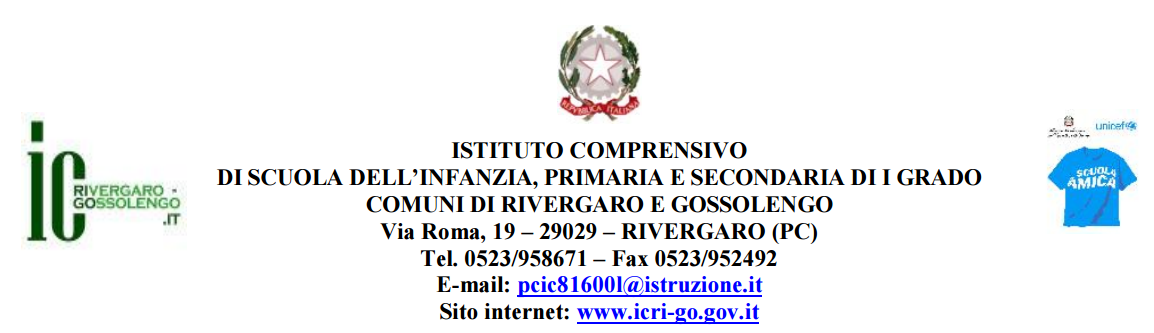 REPVBBLICA ITALIANA
ISTITUTO COMPRENSIVO
DI SCUOLA DELL'INFANZIA, PRIMARIA E SECONDARIA DI I GRADO
COMUNI DI RIVERGARO E GOSSOLENGO
Via Roma, 19 – 29029 – RIVERGARO (PC)
Tel. 0523/958671 – Fax 0523/952492
E-mail: pcic81600l@istruzione.it
Sito internet: www.icri-go.gov.it
ic
RIVERGARO -
GOSSOLENGO
.IT
unicef
SCUOLA
AMICA